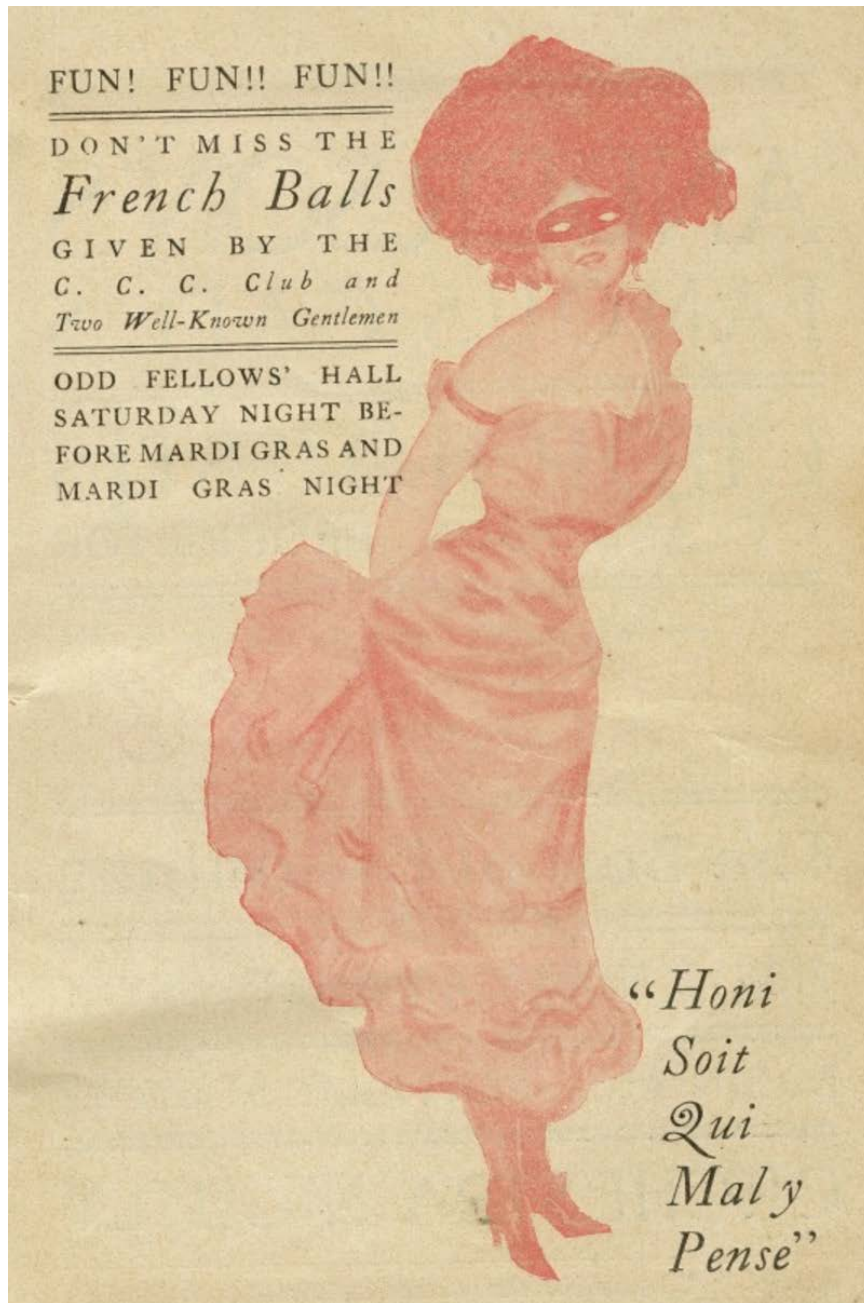 FUN! FUN!! FUN!!
DON'T MISS THE
French Balls
GIVEN BY THE
C. C. C. Club and
Two Well-Known Gentlemen
ODD FELLOWS' HALL
SATURDAY NIGHT BE-
FORE MARDI GRAS AND
MARDI GRAS NIGHT
“Honi
Soit
Qui
Mal y
Pense”